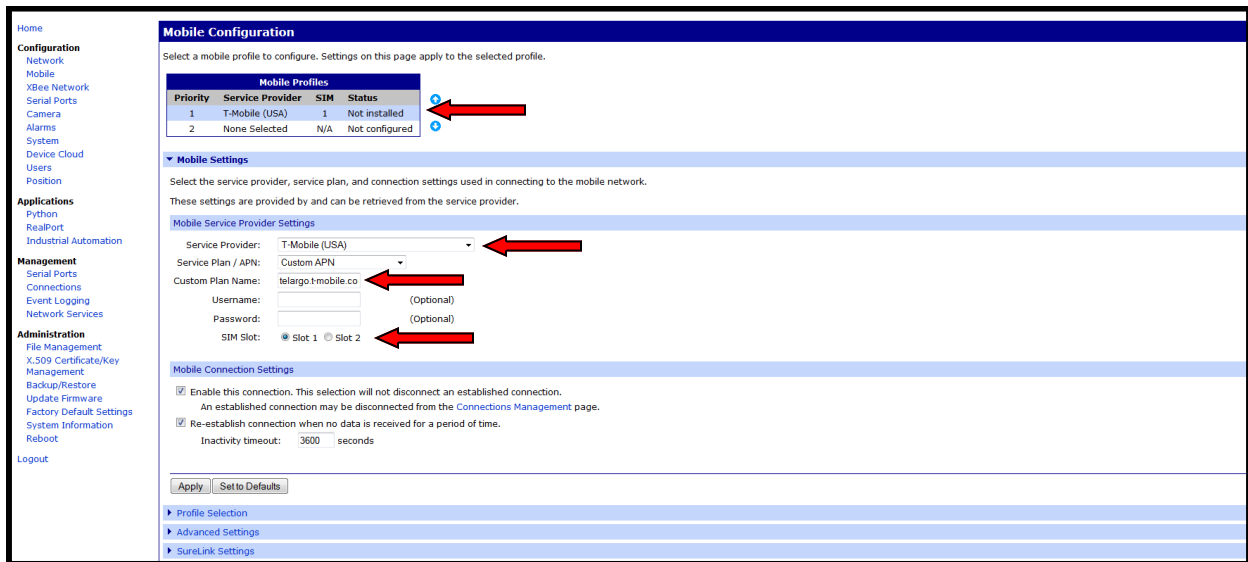 Home
Configuration
Network
Mobile
XBee Network
Serial Ports
Camera
Alarms
System
Device Cloud
Users
Position
Applications
Python
RealPort
Industrial Automation
Management
Serial Ports
Connections
Event Logging
Network Services
Administration
File Management
X.509 Certificate/Key
Management
Backup/Restore
Update Firmware
Factory Default Settings
System Information
Reboot
Logout
Mobile Configuration
Select a mobile profile to configure. Settings on this page apply to the selected profile.
Mobile Profiles
Priority Service Provider SIM Status
1 T-Mobile (USA) 1 Not installed
2 None Selected N/A Not configured
Mobile Settings
Select the service provider, service plan, and connection settings used in connecting to the mobile network.
These settings are provided by and can be retrieved from the service provider.
Mobile Service Provider Settings
Service Provider: T-Mobile (USA)
Service Plan / APN: Custom APN
Custom Plan Name: telargo.t-mobile.co
Username: (Optional)
Password: (Optional)
SIM Slot: Slot 1 Slot 2
Mobile Connection Settings
Enable this connection. This selection will not disconnect an established connection.
An established connection may be disconnected from the Connections Management page.
Re-establish connection when no data is received for a period of time.
Inactivity timeout: 3600 seconds
Apply Set to Defaults
Profile Selection
Advanced Settings
SureLink Settings